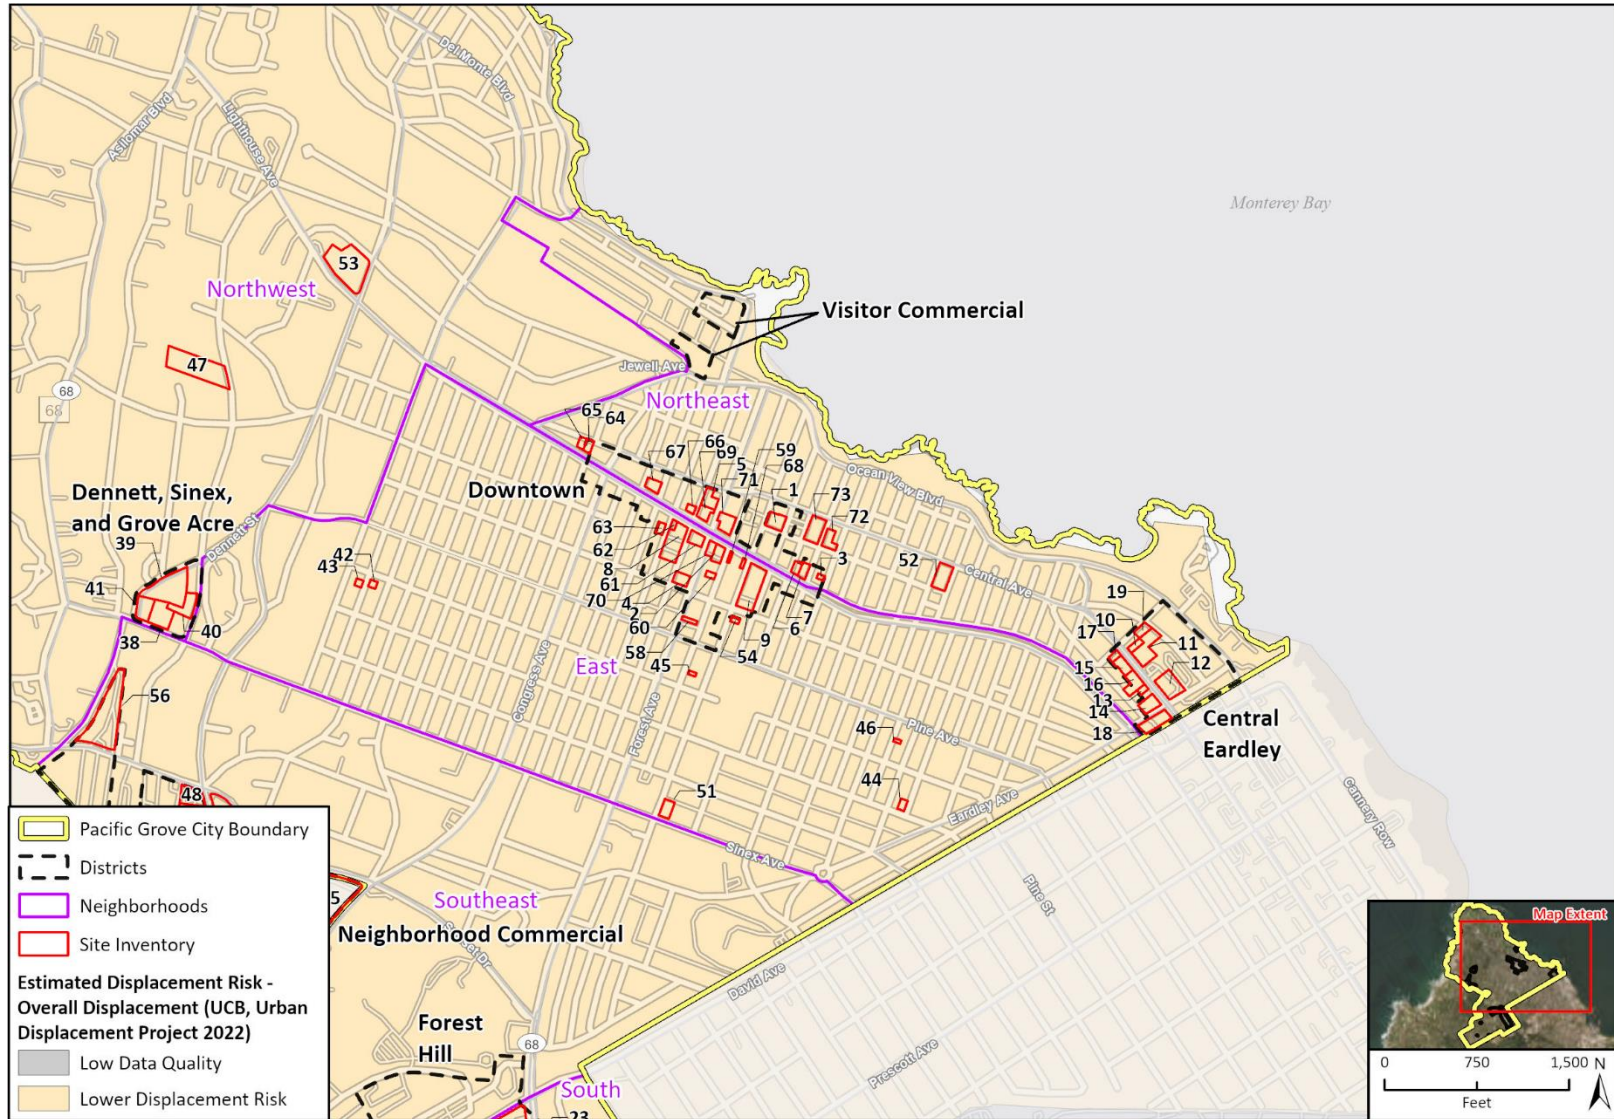 Del Monte Blvd
Asilomar Blvd
Lighthouse Ave
Monterey Bay
53
Northwest
Visitor Commercial
47
Jewell Ave
68
68
Northeast
65
64
66
59
67
69
68
5
71
1
73
72
Ocean View Blvd
Downtown
Dennett, Sinex,
and Grove Acre
39
Dennett St
63
62
8
61
70
4
2
60
3
52
Central Ave
42
43
41
40
38
7
6
9
58
45
54
East
19
10
17
11
12
15
16
13
14
18
Central
Eardley
56
Congress Ave
Forest Ave
Pine Ave
46
44
51
48
Eardley Ave
Sinex Ave
Cannery Row
Pine St
5
Southeast
Neighborhood Commercial
Sunset Dr
David Ave
Prescott Ave
Forest
Hill
68
South
23
Pacific Grove City Boundary
Districts
Neighborhoods
Site Inventory
Estimated Displacement Risk -
Overall Displacement (UCB, Urban
Displacement Project 2022)
Low Data Quality
Lower Displacement Risk
Map Extent
0 750 1,500
Feet
N